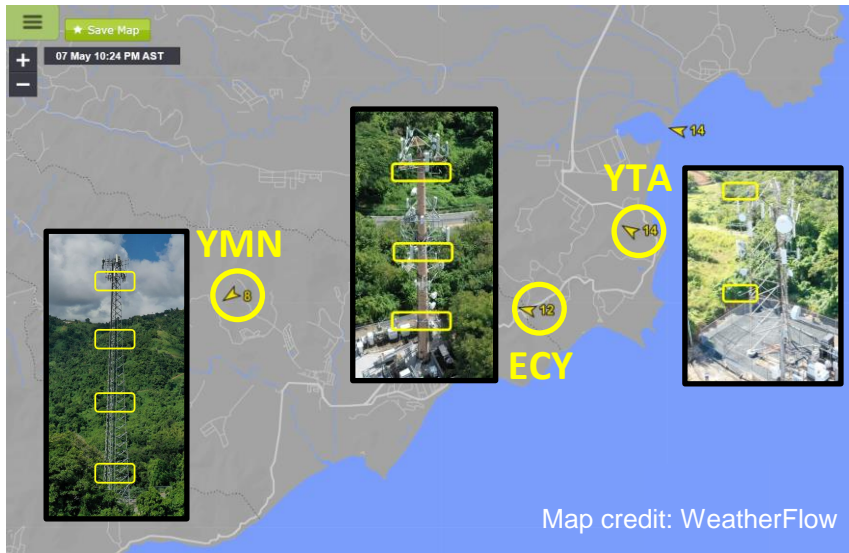 ★ Save Map
+
07 May 10:24 PM AST
−
14
YTA
14
YMN
8
12
ECY
Map credit: WeatherFlow